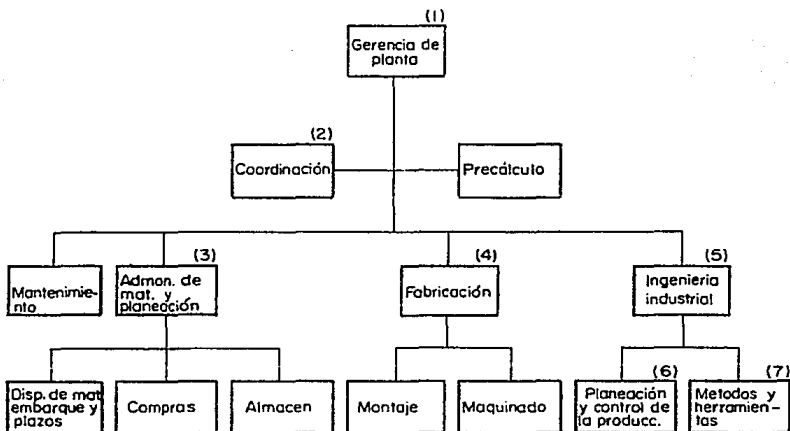 (1)
Gerencia de
planta
(2)
Coordinación
Precálculo
Mantenimie-
nto
(3)
Admon. de
mat. y
planeación
(4)
Fabricación
(5)
Ingenieria
industrial
Disp. de mat.
embarque y
plazos
Compras
Almacen
Montaje
Maquinado
(6)
Planeación
y control de
la producc.
(7)
Metodos y
herramien-
tas